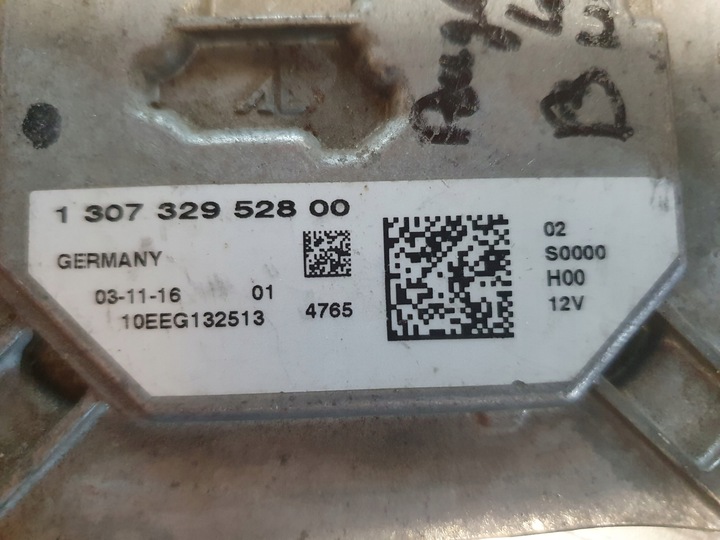 1 307 329 528 00
GERMANY
03-11-16 01
10EEG132513 4765
02
S0000
H00
12V